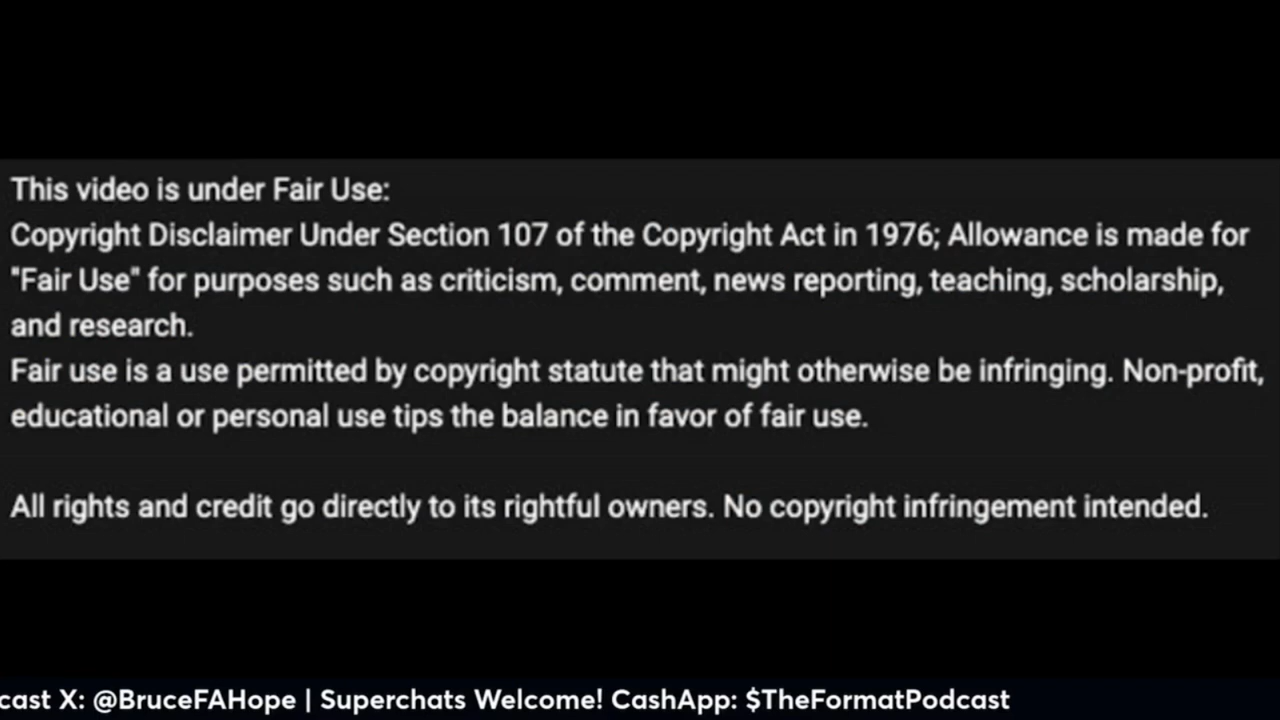 This video is under Fair Use:
Copyright Disclaimer Under Section 107 of the Copyright Act in 1976; Allowance is made for
"Fair Use" for purposes such as criticism, comment, news reporting, teaching, scholarship,
and research.
Fair use is a use permitted by copyright statute that might otherwise be infringing. Non-profit,
educational or personal use tips the balance in favor of fair use.
All rights and credit go directly to its rightful owners. No copyright infringement intended.
cast X: @BruceFAHope | Superchats Welcome! CashApp: $TheFormatPodcast